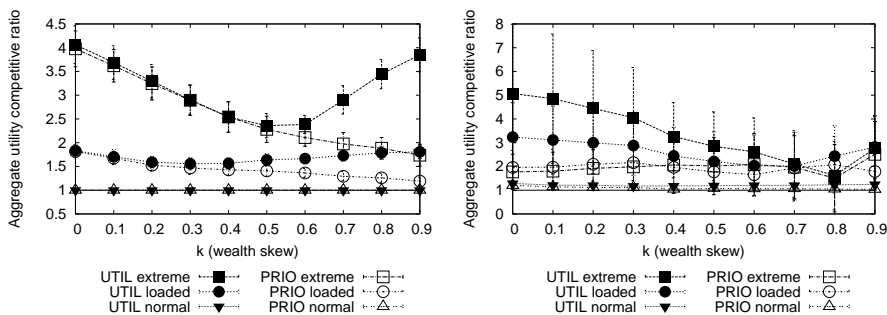 Aggregate utility competitive ratio
4.5
4
3.5
3
2.5
2
1.5
1
0.5
0 0.1 0.2 0.3 0.4 0.5 0.6 0.7 0.8 0.9
k (wealth skew)
UTIL extreme PRIO extreme
UTIL loaded PRIO loaded
UTIL normal PRIO normal
Aggregate utility competitive ratio
8
7
6
5
4
3
2
1
0
0 0.1 0.2 0.3 0.4 0.5 0.6 0.7 0.8 0.9
k (wealth skew)
UTIL extreme PRIO extreme
UTIL loaded PRIO loaded
UTIL normal PRIO normal